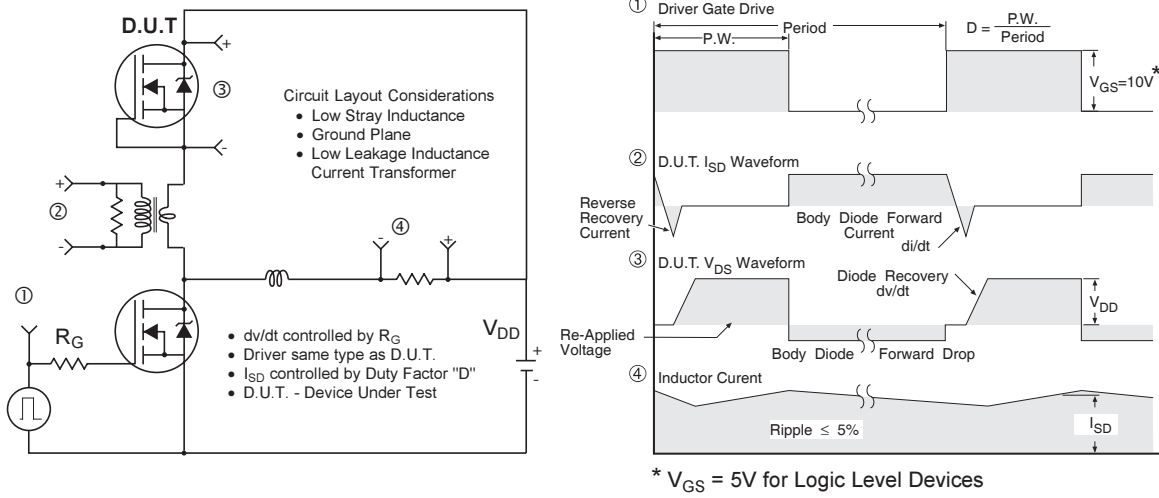 D.U.T
+
③
-
Circuit Layout Considerations
• Low Stray Inductance
• Ground Plane
• Low Leakage Inductance
Current Transformer
+
②
-
④
-
+
①
R_G
V_DD
+
-
• dv/dt controlled by R_G
• Driver same type as D.U.T.
• I_SD controlled by Duty Factor "D"
• D.U.T. - Device Under Test
① Driver Gate Drive
Period
P.W.
D = P.W.
Period
V_GS=10V*
② D.U.T. I_SD Waveform
Reverse
Recovery
Current
Body Diode Forward
Current
di/dt
③ D.U.T. V_DS Waveform
Diode Recovery
dv/dt
V_DD
Re-Applied
Voltage
Body Diode Forward Drop
④ Inductor Curent
Ripple ≤ 5%
I_SD
* V_GS = 5V for Logic Level Devices